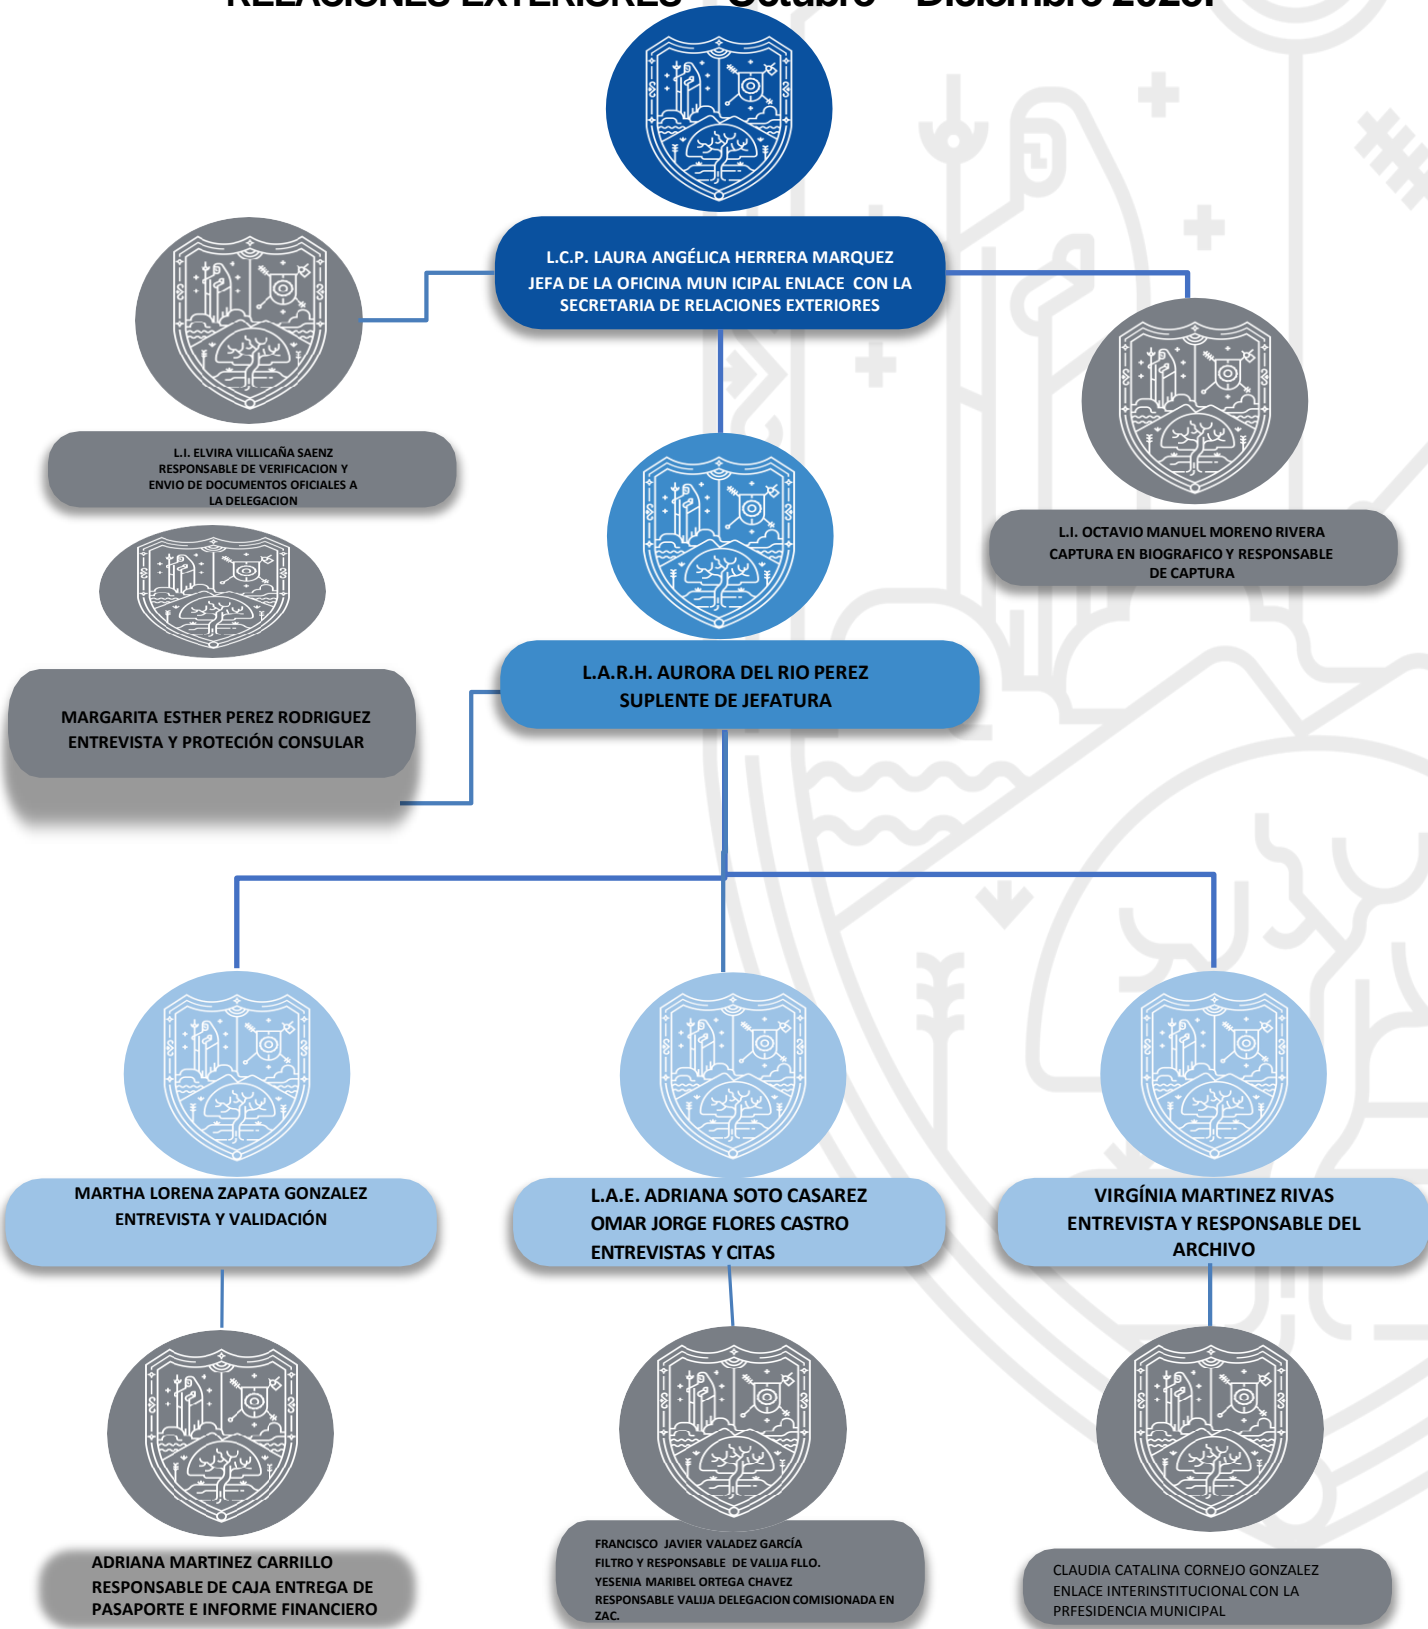 RELACIONES EXTERIORES Octubre Diciembre
L.C.P. LAURA ANGÉLICA HERRERA MARQUEZ
JEFA DE LA OFICINA MUN ICIPAL ENLACE CON LA
SECRETARIA DE RELACIONES EXTERIORES
L.I. ELVIRA VILLICAÑA SAENZ
RESPONSABLE DE VERIFICACION Y
ENVIO DE DOCUMENTOS OFICIALES A
LA DELEGACION
L.I. OCTAVIO MANUEL MORENO RIVERA
CAPTURA EN BIOGRAFICO Y RESPONSABLE
DE CAPTURA
L.A.R.H. AURORA DEL RIO PEREZ
SUPLENTE DE JEFATURA
MARGARITA ESTHER PEREZ RODRIGUEZ
ENTREVISTA Y PROTECIÓN CONSULAR
MARTHA LORENA ZAPATA GONZALEZ
ENTREVISTA Y VALIDACIÓN
L.A.E. ADRIANA SOTO CASAREZ
OMAR JORGE FLORES CASTRO
ENTREVISTAS Y CITAS
VIRGÍNIA MARTINEZ RIVAS
ENTREVISTA Y RESPONSABLE DEL
ARCHIVO
ADRIANA MARTINEZ CARRILLO
RESPONSABLE DE CAJA ENTREGA DE
PASAPORTE E INFORME FINANCIERO
FRANCISCO JAVIER VALADEZ GARCÍA
FILTRO Y RESPONSABLE DE VALIJA FLLO.
YESENIA MARIBEL ORTEGA CHAVEZ
RESPONSABLE VALIJA DELEGACION COMISIONADA EN
ZAC.
CLAUDIA CATALINA CORNEJO GONZALEZ
ENLACE INTERINSTITUCIONAL CON LA
PRFESIDENCIA MUNICIPAL